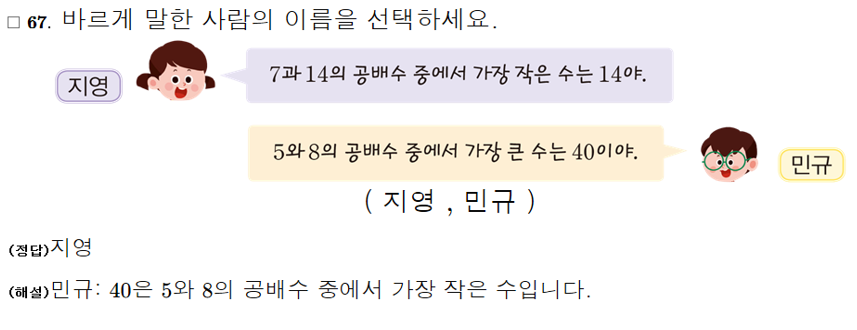 □ 67. 바르게 말한 사람의 이름을 선택하세요.
지영
7과 14의 공배수 중에서 가장 작은 수는 14야.
5와 8의 공배수 중에서 가장 큰 수는 40이야.
민규
( 지영 , 민규 )
(정답)지영
(해설)민규: 40은 5와 8의 공배수 중에서 가장 작은 수입니다.